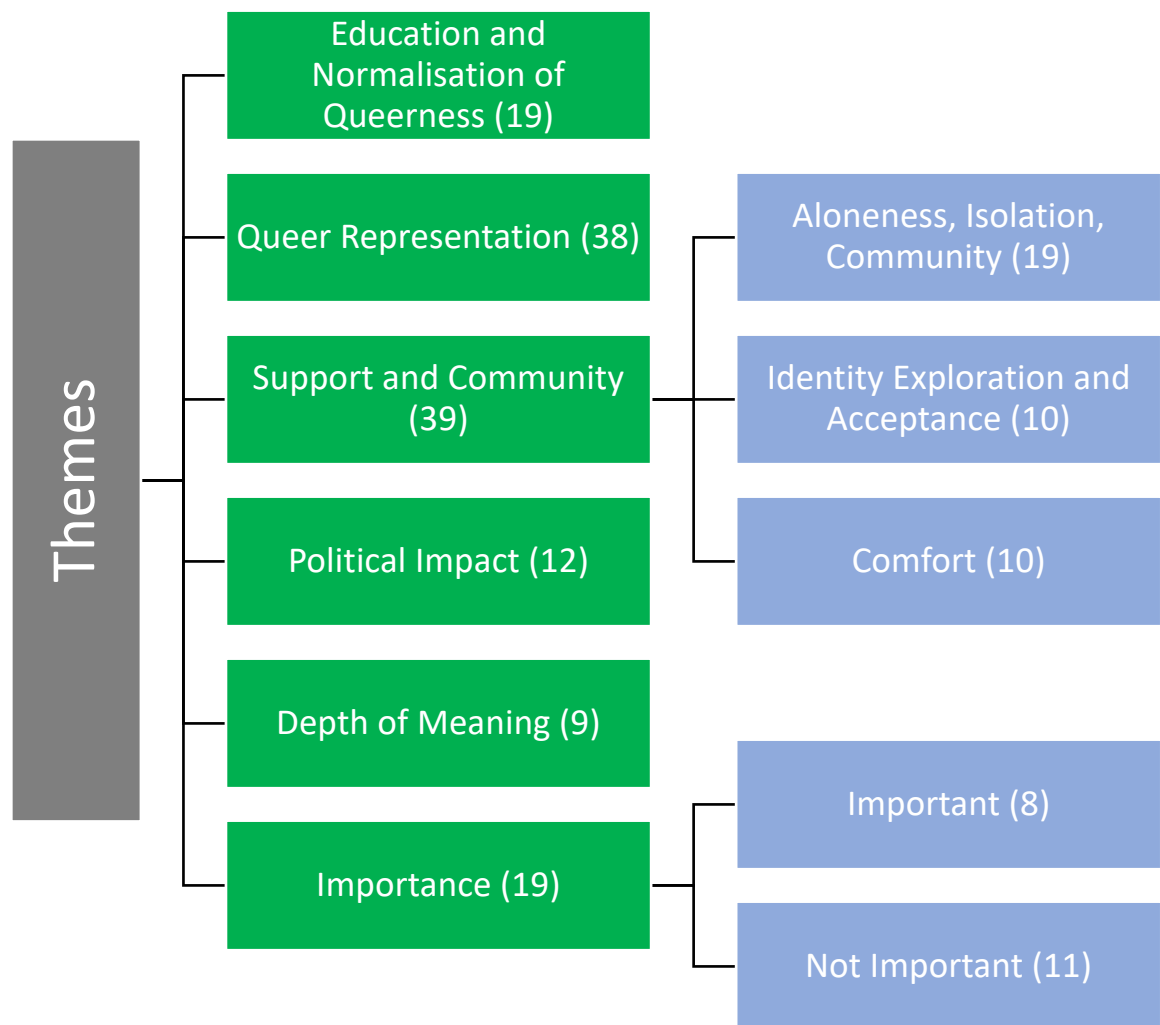 Themes
Education and
Normalisation of
Queerness (19)
Queer Representation (38)
Support and Community
(39)
Political Impact (12)
Depth of Meaning (9)
Importance (19)
Aloneness, Isolation,
Community (19)
Identity Exploration and
Acceptance (10)
Comfort (10)
Important (8)
Not Important (11)